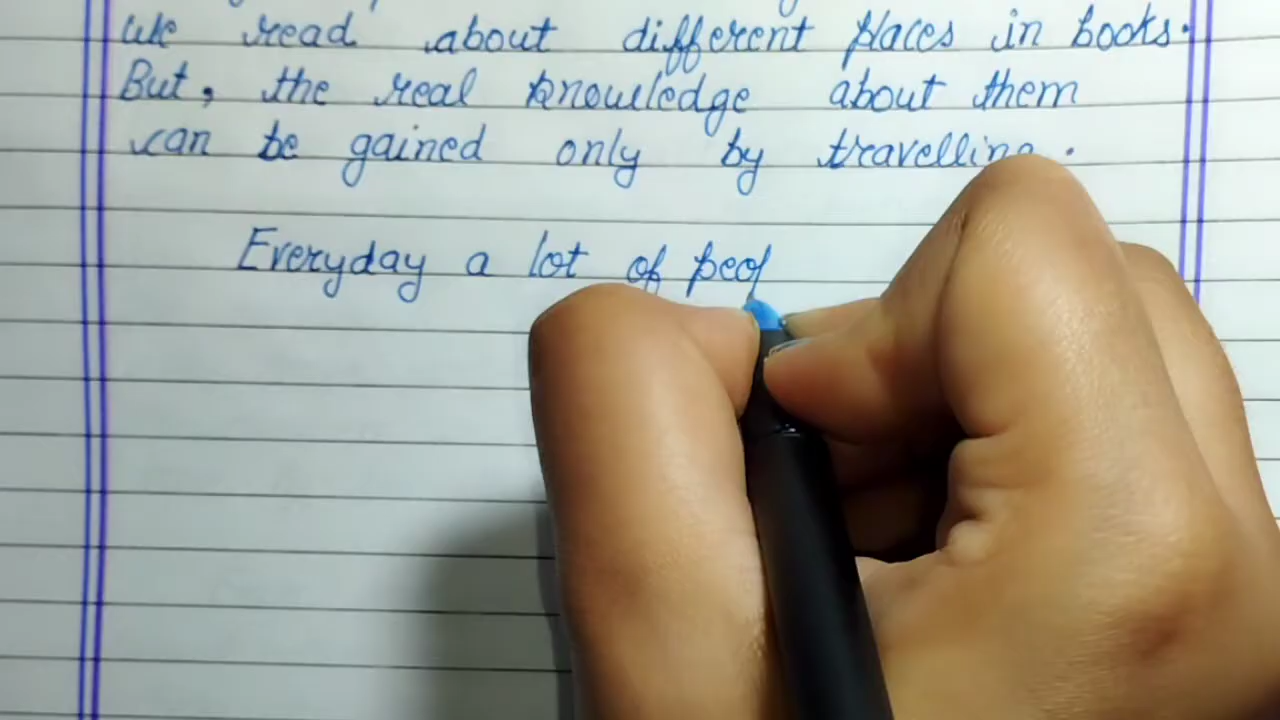 We read about different places in books.
But, the real knowledge about them
can be gained only by travelling.
Everyday a lot of peop